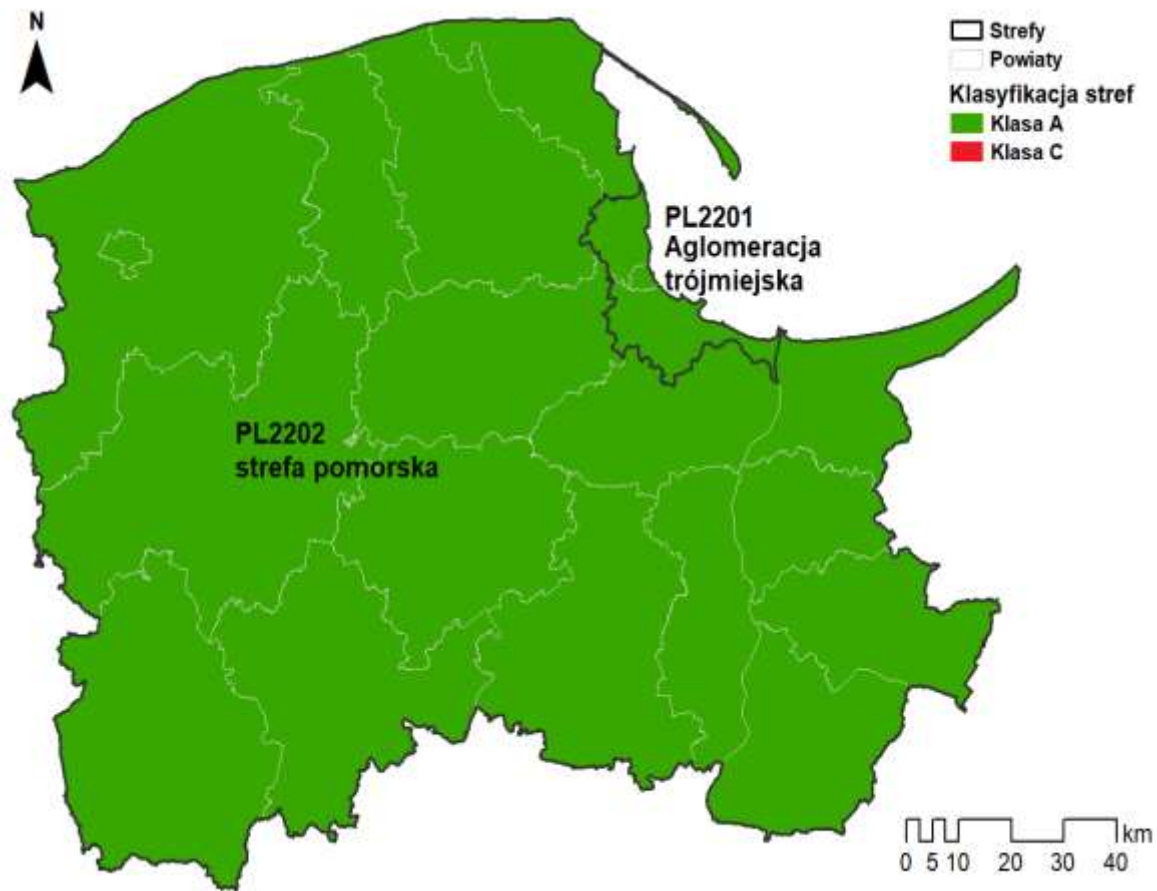 N
Strefy
Powiaty
Klasyfikacja stref
Klasa A
Klasa C
PL2201
Aglomeracja
trójmiejska
PL2202
strefa pomorska
km
0 5 10 20 30 40